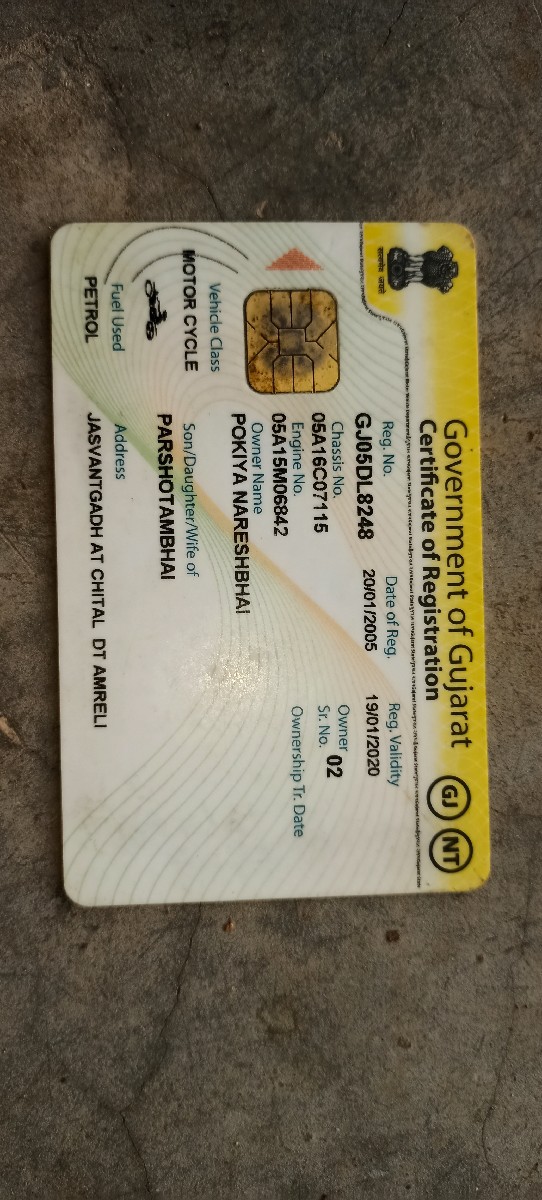 Government of Gujarat
Certificate of Registration
GJ NT
सत्यमेव जयते
Reg. No. Date of Reg. Reg. Validity
GJ05DL8248 20/01/2005 19/01/2020
Chassis No.
05A16C07115
Owner
Sr. No. 02
Engine No.
05A15M06842
Ownership Tr. Date
Owner Name
POKIYA NARESHBHAI
Vehicle Class
MOTOR CYCLE
Son/Daughter/Wife of
PARSHOTAMBHAI
Fuel Used
PETROL
Address
JASVANTGADH AT CHITAL DT AMRELI